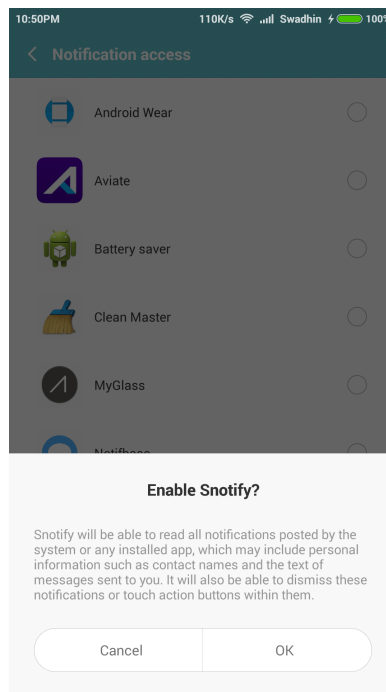 10:50PM 110K/s Swadhin 100%
Notification access
Android Wear
Aviate
Battery saver
Clean Master
MyGlass
Enable Snotify?
Snotify will be able to read all notifications posted by the
system or any installed app, which may include personal
information such as contact names and the text of
messages sent to you. It will also be able to dismiss these
notifications or touch action buttons within them.
Cancel OK